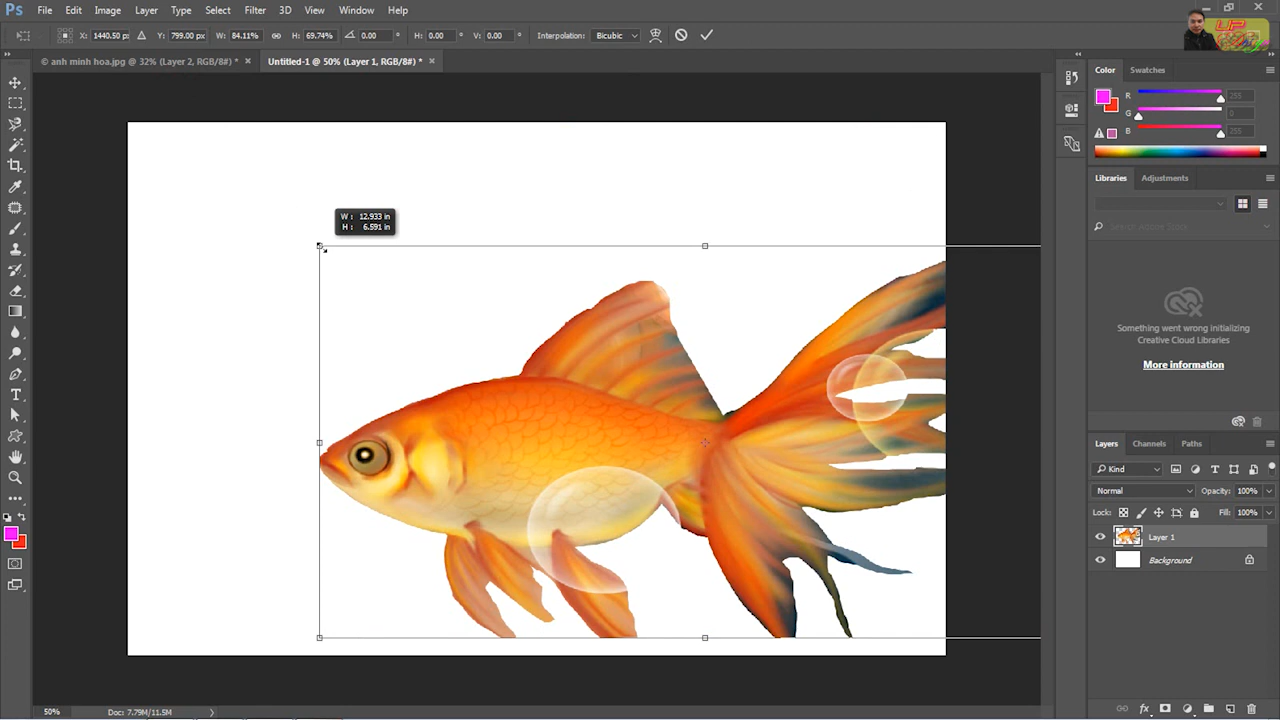 Ps File Edit Image Layer Type Select Filter 3D View Window Help
X: 1440.50 px Y: 799.00 px W: 84.11% H: 69.74% 0.00 ° H: 0.00 ° V: 0.00 ° Interpolation: Bicubic
UP
© anh minh hoa.jpg @ 32% (Layer 2, RGB/8#) * × Untitled-1 @ 50% (Layer 1, RGB/8#) * ×
Color Swatches
R 255
G 0
B 255
Libraries Adjustments
W : 12.933 in
H : 6.591 in
Something went wrong initializing
Creative Cloud Libraries
More information
Layers Channels Paths
Kind
Normal Opacity: 100%
Lock: Fill: 100%
Layer 1
Background
50% Doc: 7.79M/11.5M